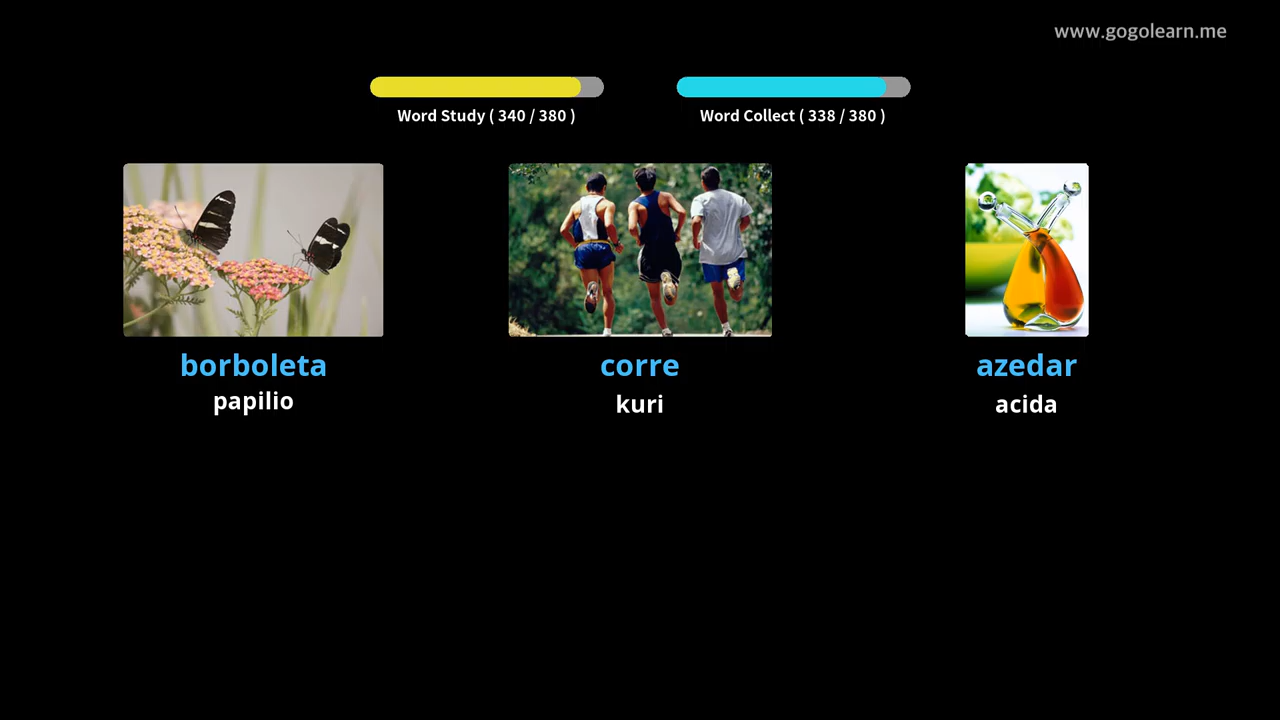 www.gogolearn.me
Word Study ( 340 / 380 )
Word Collect ( 338 / 380 )
borboleta
papilio
corre
kuri
azedar
acida